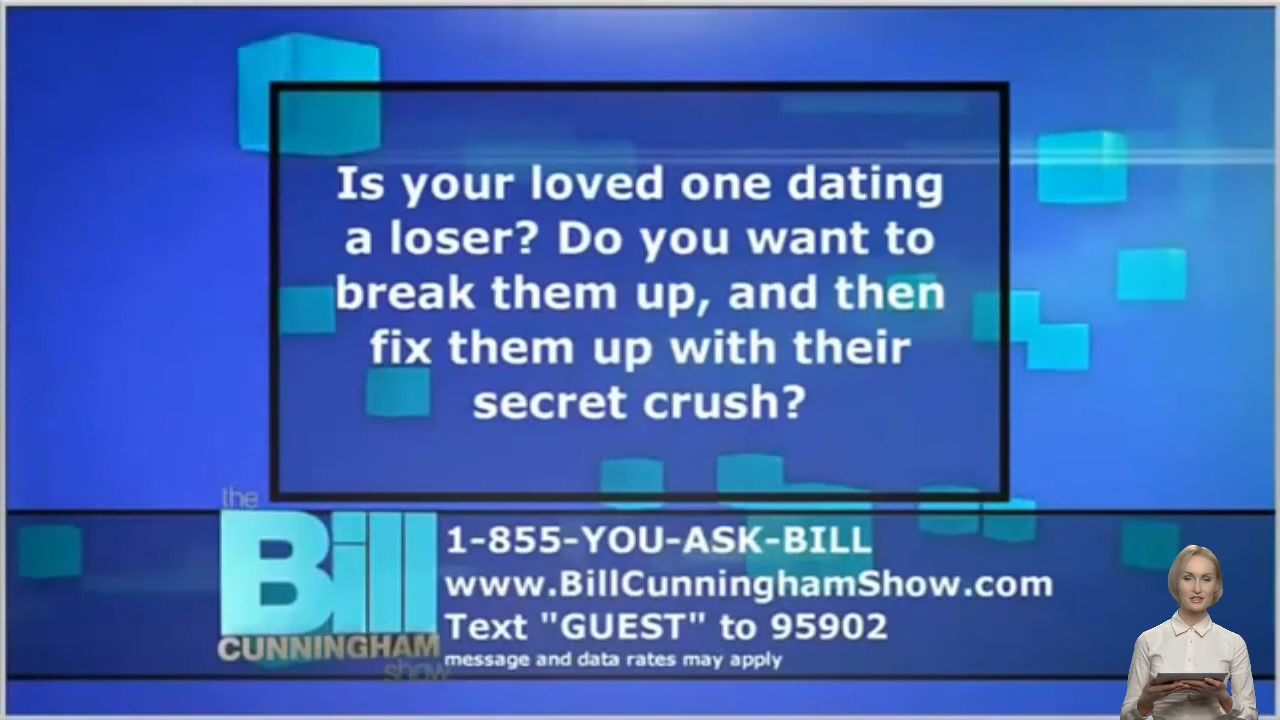 Is your loved one dating
a loser? Do you want to
break them up, and then
fix them up with their
secret crush?
the
Bill
CUNNINGHAM
show
1-855-YOU-ASK-BILL
www.BillCunninghamShow.com
Text "GUEST" to 95902
message and data rates may apply